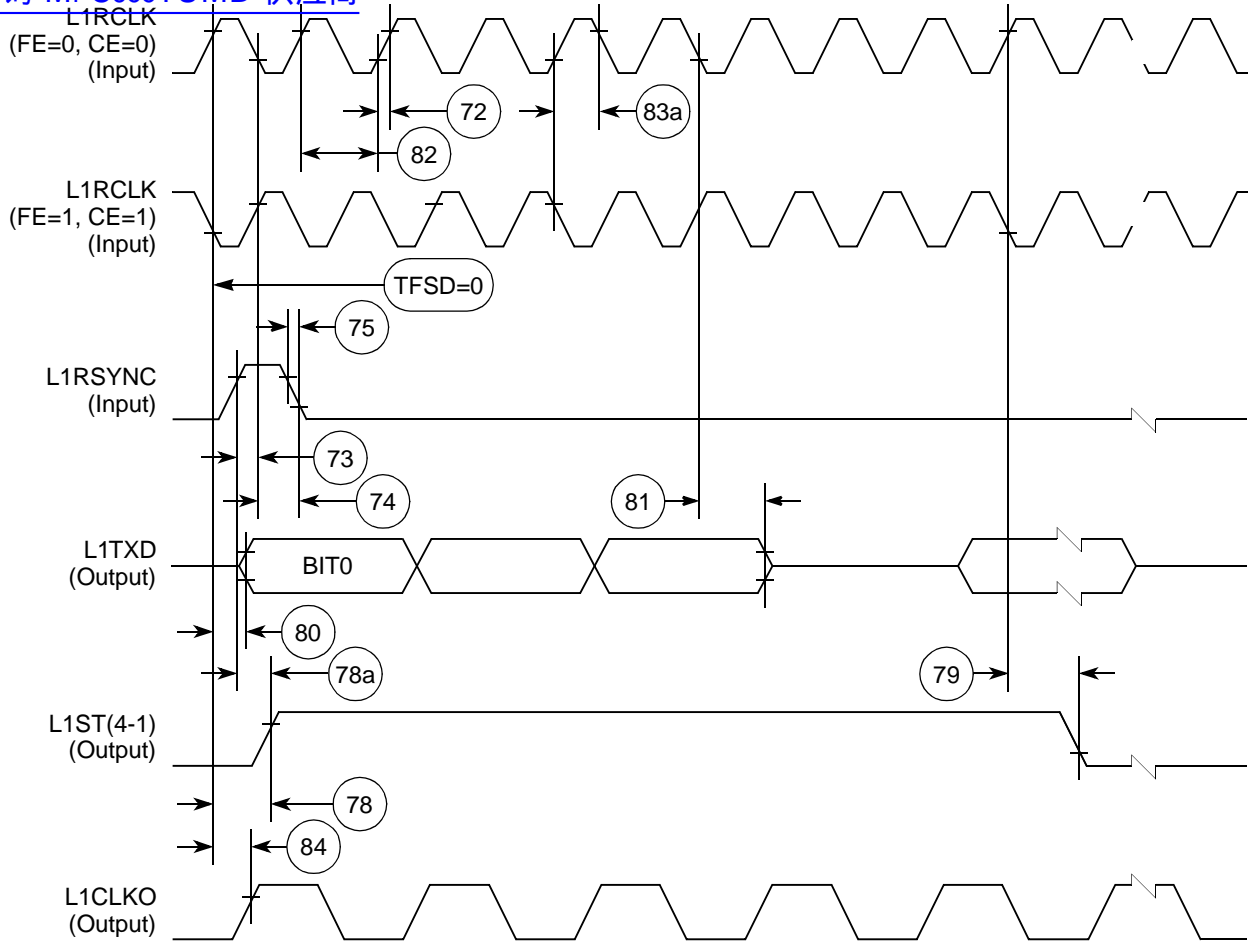 L1RCLK
(FE=0, CE=0)
(Input)
72
83a
82
L1RCLK
(FE=1, CE=1)
(Input)
TFSD=0
75
L1RSYNC
(Input)
73
74
81
L1TXD
(Output)
BIT0
80
78a
79
L1ST(4-1)
(Output)
78
84
L1CLKO
(Output)